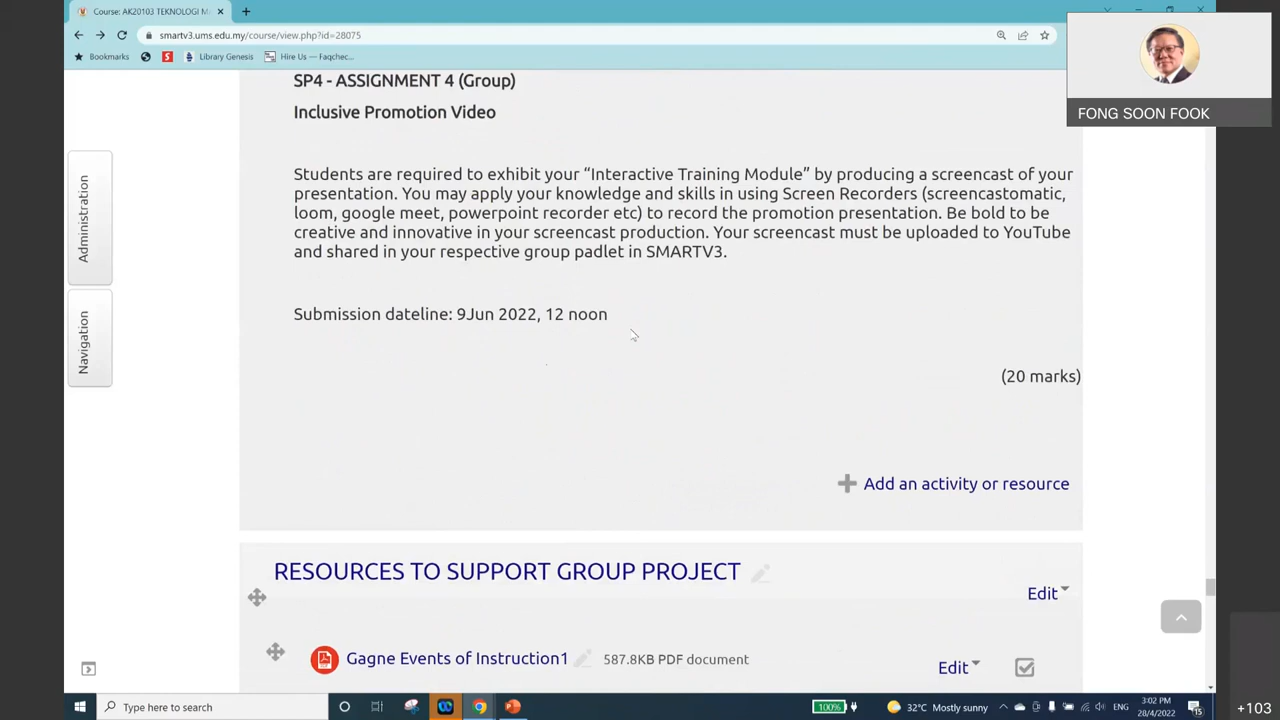 Course: AK20103 TEKNOLOGI M
smartv3.ums.edu.my/course/view.php?id=28075
Bookmarks
Library Genesis
Hire Us — Faqchec...
FONG SOON FOOK
SP4 - ASSIGNMENT 4 (Group)
Inclusive Promotion Video
Students are required to exhibit your “Interactive Training Module” by producing a screencast of your
presentation. You may apply your knowledge and skills in using Screen Recorders (screencastomatic,
loom, google meet, powerpoint recorder etc) to record the promotion presentation. Be bold to be
creative and innovative in your screencast production. Your screencast must be uploaded to YouTube
and shared in your respective group padlet in SMARTV3.
Submission dateline: 9Jun 2022, 12 noon
(20 marks)
Add an activity or resource
Administration
Navigation
RESOURCES TO SUPPORT GROUP PROJECT
Edit
Gagne Events of Instruction1 587.8KB PDF document
Edit
Type here to search
100%
32°C Mostly sunny
ENG
3:02 PM
28/4/2022
15
+103